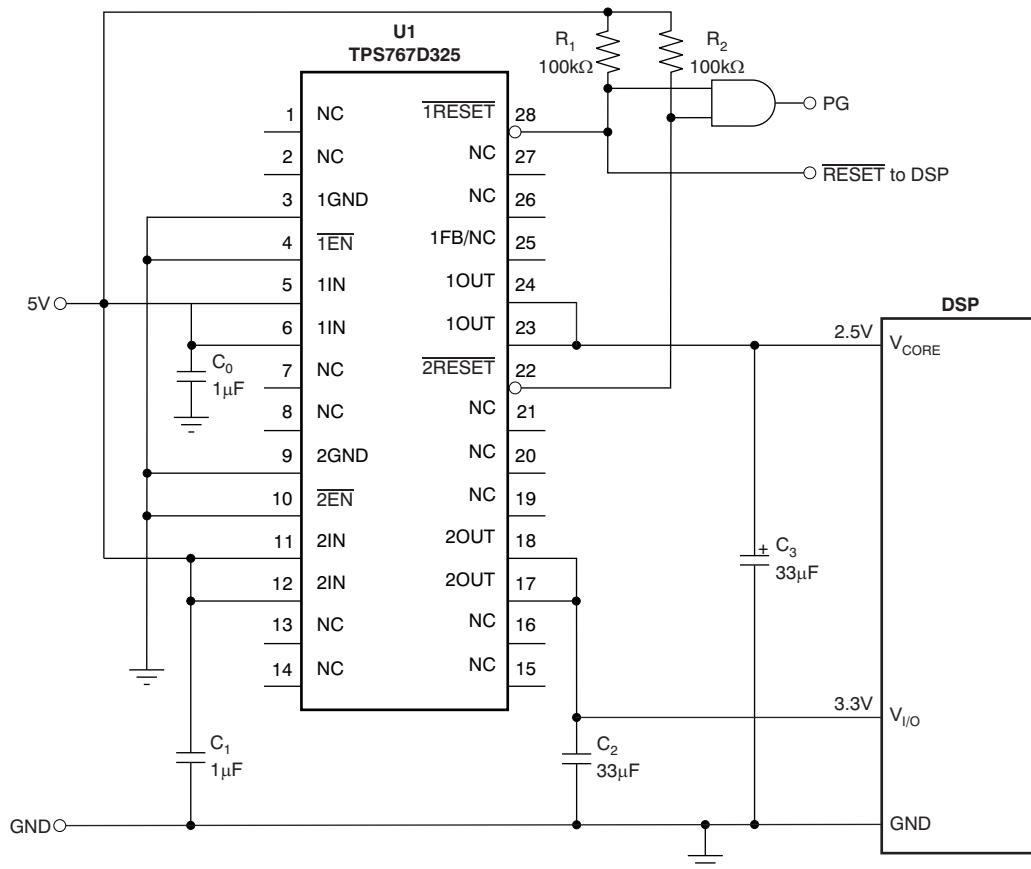 U1
TPS767D325
R1
100kΩ
R2
100kΩ
PG
RESET to DSP
1 NC
2 NC
3 1GND
4 1EN
5 1IN
6 1IN
7 NC
8 NC
9 2GND
10 2EN
11 2IN
12 2IN
13 NC
14 NC
1RESET 28
NC 27
NC 26
1FB/NC 25
1OUT 24
1OUT 23
2RESET 22
NC 21
NC 20
NC 19
2OUT 18
2OUT 17
NC 16
NC 15
5V
C0
1μF
C1
1μF
GND
C2
33μF
+ C3
33μF
DSP
2.5V
VCORE
3.3V
VI/O
GND